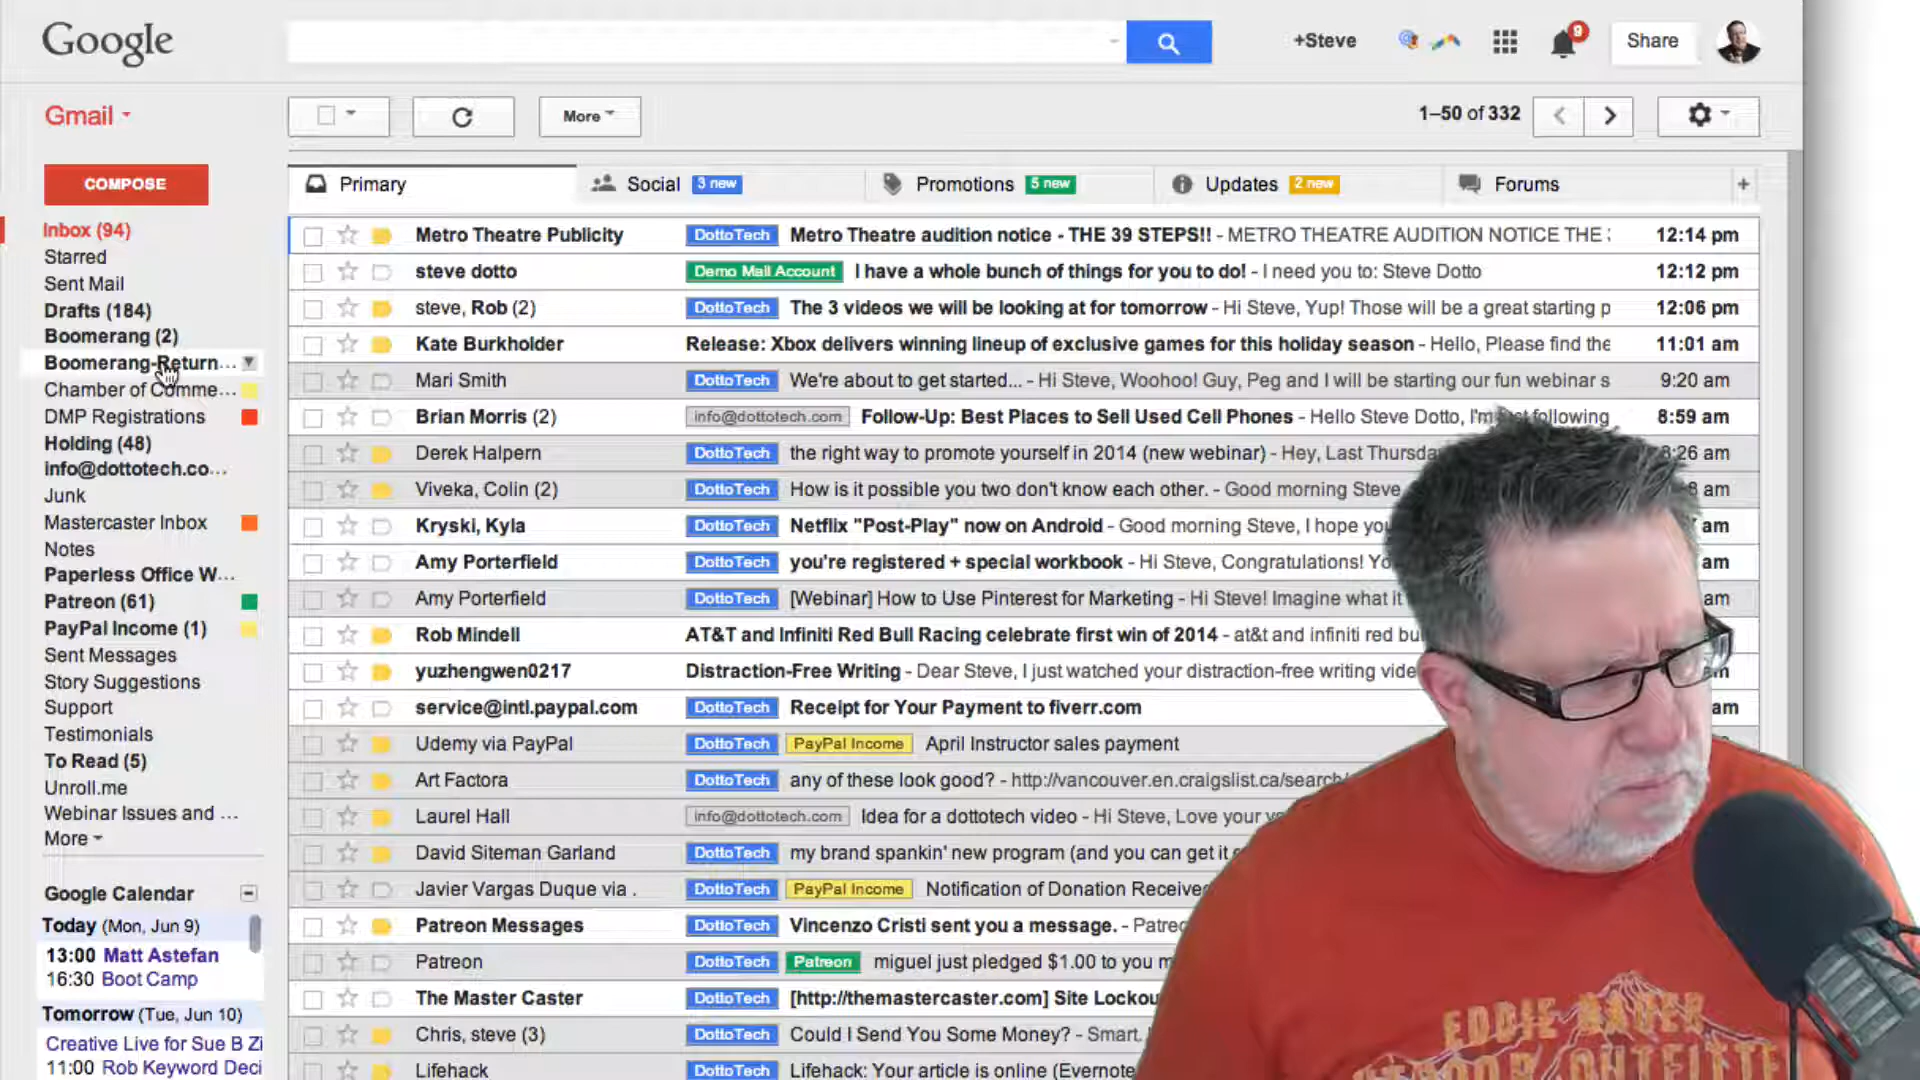 Google
+Steve
9
Share
Gmail
More
1–50 of 332
COMPOSE
Primary
Social 3 new
Promotions 5 new
Updates 2 new
Forums
+
Inbox (94)
Starred
Sent Mail
Drafts (184)
Boomerang (2)
Boomerang-Return...
Chamber of Comme...
DMP Registrations
Holding (48)
info@dottotech.co...
Junk
Mastercaster Inbox
Notes
Paperless Office W...
Patreon (61)
PayPal Income (1)
Sent Messages
Story Suggestions
Support
Testimonials
To Read (5)
Unroll.me
Webinar Issues and ...
More
Google Calendar
Today (Mon, Jun 9)
13:00 Matt Astefan
16:30 Boot Camp
Tomorrow (Tue, Jun 10)
Creative Live for Sue B Zi
11:00 Rob Keyword Deci
Metro Theatre Publicity DottoTech Metro Theatre audition notice - THE 39 STEPS!! - METRO THEATRE AUDITION NOTICE THE 12:14 pm
steve dotto Demo Mail Account I have a whole bunch of things for you to do! - I need you to: Steve Dotto 12:12 pm
steve, Rob (2) DottoTech The 3 videos we will be looking at for tomorrow - Hi Steve, Yup! Those will be a great starting p 12:06 pm
Kate Burkholder Release: Xbox delivers winning lineup of exclusive games for this holiday season - Hello, Please find the 11:01 am
Mari Smith DottoTech We're about to get started... - Hi Steve, Woohoo! Guy, Peg and I will be starting our fun webinar s 9:20 am
Brian Morris (2) info@dottotech.com Follow-Up: Best Places to Sell Used Cell Phones - Hello Steve Dotto, following 8:59 am
Derek Halpern DottoTech the right way to promote yourself in 2014 (new webinar) - Hey, Last Thursda 8:26 am
Viveka, Colin (2) DottoTech How is it possible you two don't know each other. - Good morning Steve am
Kryski, Kyla DottoTech Netflix "Post-Play" now on Android - Good morning Steve, I hope you am
Amy Porterfield DottoTech you're registered + special workbook - Hi Steve, Congratulations! Yo am
Amy Porterfield DottoTech [Webinar] How to Use Pinterest for Marketing - Hi Steve! Imagine what it am
Rob Mindell AT&T and Infiniti Red Bull Racing celebrate first win of 2014 - at&t and infiniti red bu
yuzhengwen0217 Distraction-Free Writing - Dear Steve, I just watched your distraction-free writing vide
service@intl.paypal.com DottoTech Receipt for Your Payment to fiverr.com am
Udemy via PayPal DottoTech PayPal Income April Instructor sales payment
Art Factora DottoTech any of these look good? - http://vancouver.en.craigslist.ca/search/
Laurel Hall info@dottotech.com Idea for a dottotech video - Hi Steve, Love your
David Siteman Garland DottoTech my brand spankin' new program (and you can get it
Javier Vargas Duque via . DottoTech PayPal Income Notification of Donation Receive
Patreon Messages DottoTech Vincenzo Cristi sent you a message. - Patreo
Patreon DottoTech Patreon miguel just pledged $1.00 to you
The Master Caster DottoTech [http://themastercaster.com] Site Lockou
Chris, steve (3) DottoTech Could I Send You Some Money? - Smart.
Lifehack DottoTech Lifehack: Your article is online (Evernote
EDDIE BAUER
OUTFITTE